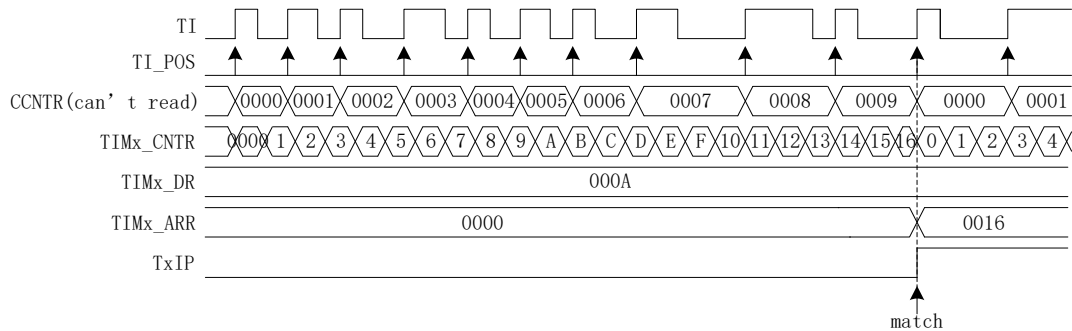 TI
TI_POS
CCNTR(can't read) 0000 0001 0002 0003 0004 0005 0006 0007 0008 0009 0000 0001
TIMx_CNTR 0000 1 2 3 4 5 6 7 8 9 A B C D E F 10 11 12 13 14 15 16 0 1 2 3 4
TIMx_DR 000A
TIMx_ARR 0000 0016
TxIP
match